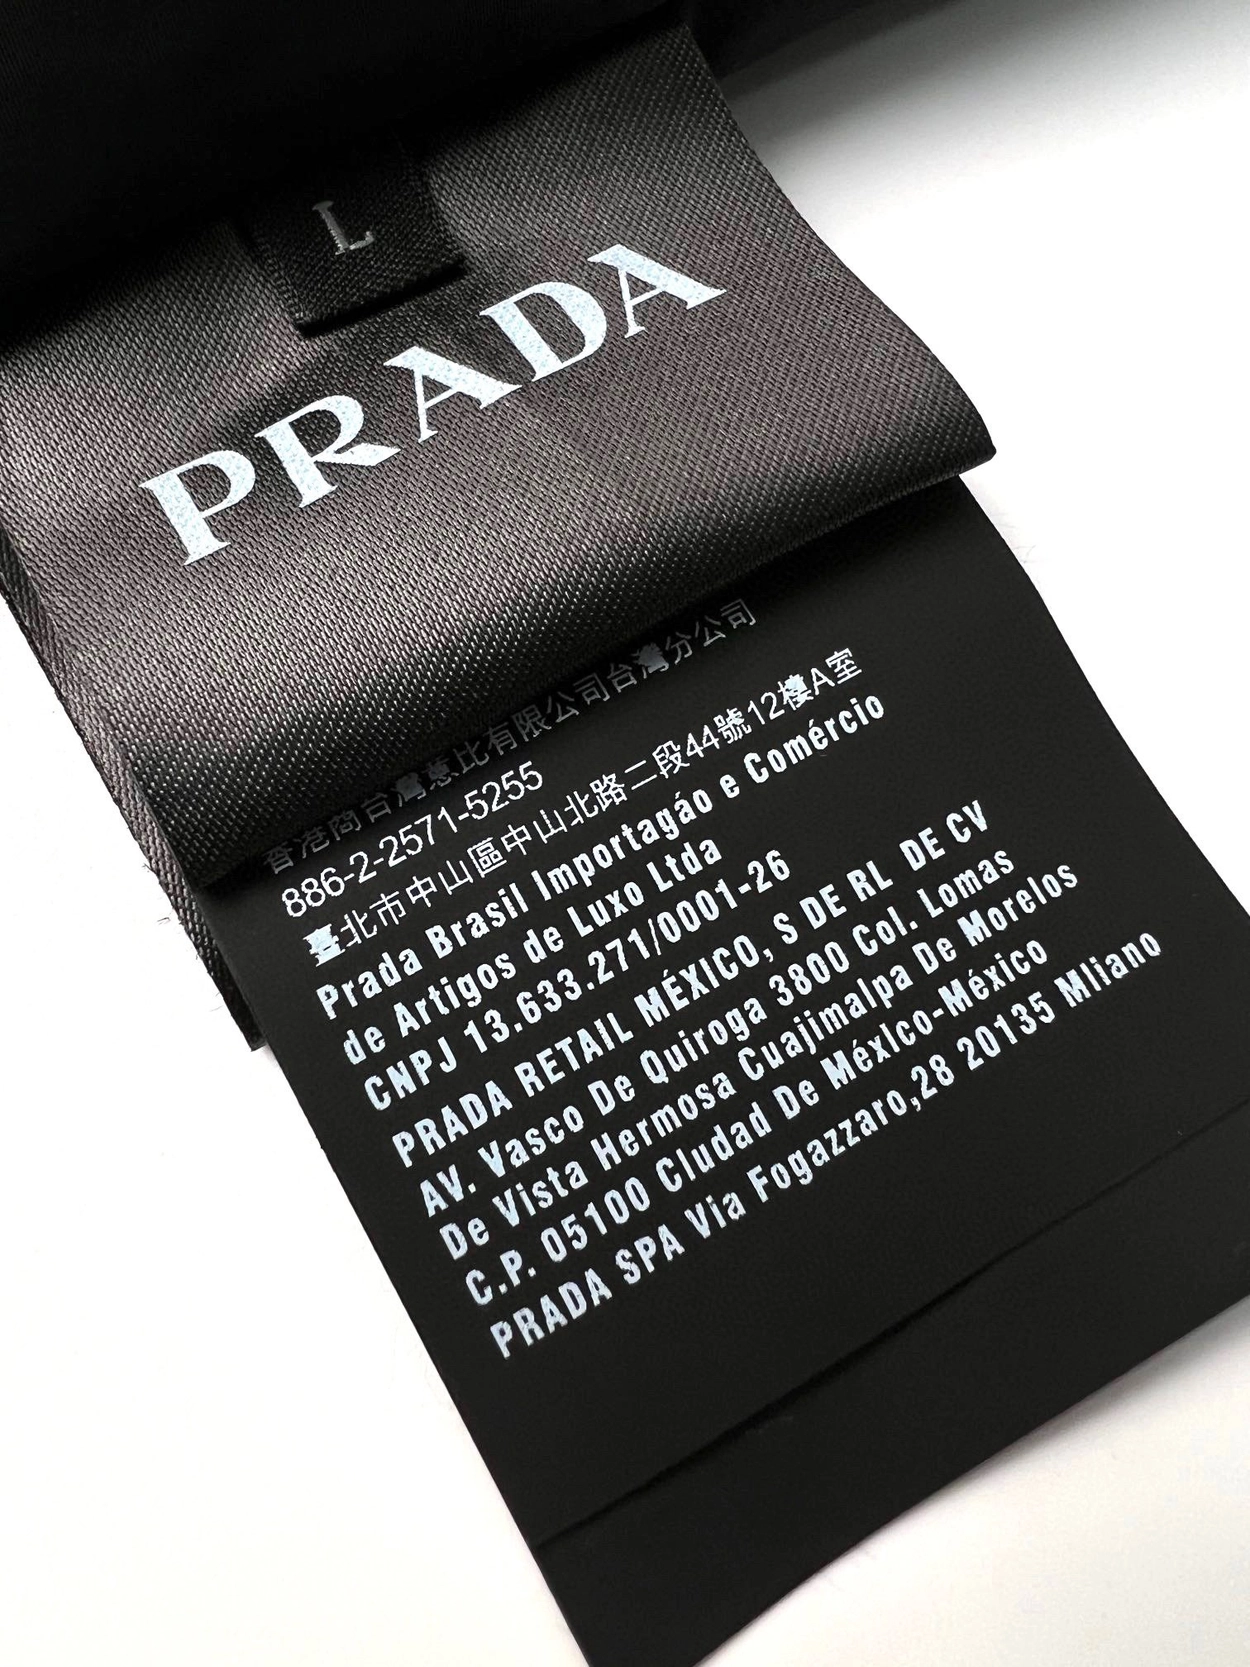 L
PRADA
香港商台灣意比有限公司台灣分公司
886-2-2571-5255
臺北市中山區中山北路二段44號12樓A室
Prada Brasil Importagáo e Comércio
de Artigos de Luxo Ltda
CNPJ 13.633.271/0001-26
PRADA RETAIL MÉXICO, S DE RL DE CV
AV. Vasco De Quiroga 3800 Col. Lomas
De Vista Hermosa Cuajimalpa De Morelos
C.P. 05100 Cludad De Méxlco-México
PRADA SPA Via Fogazzaro,28 20135 Mliano